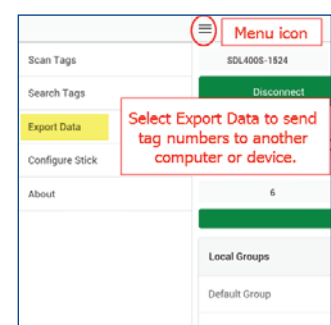 Menu icon
Scan Tags
SDL400S-1524
Search Tags
Disconnect
Export Data
Select Export Data to send
tag numbers to another
computer or device.
Configure Stick
About
6
Local Groups
Default Group